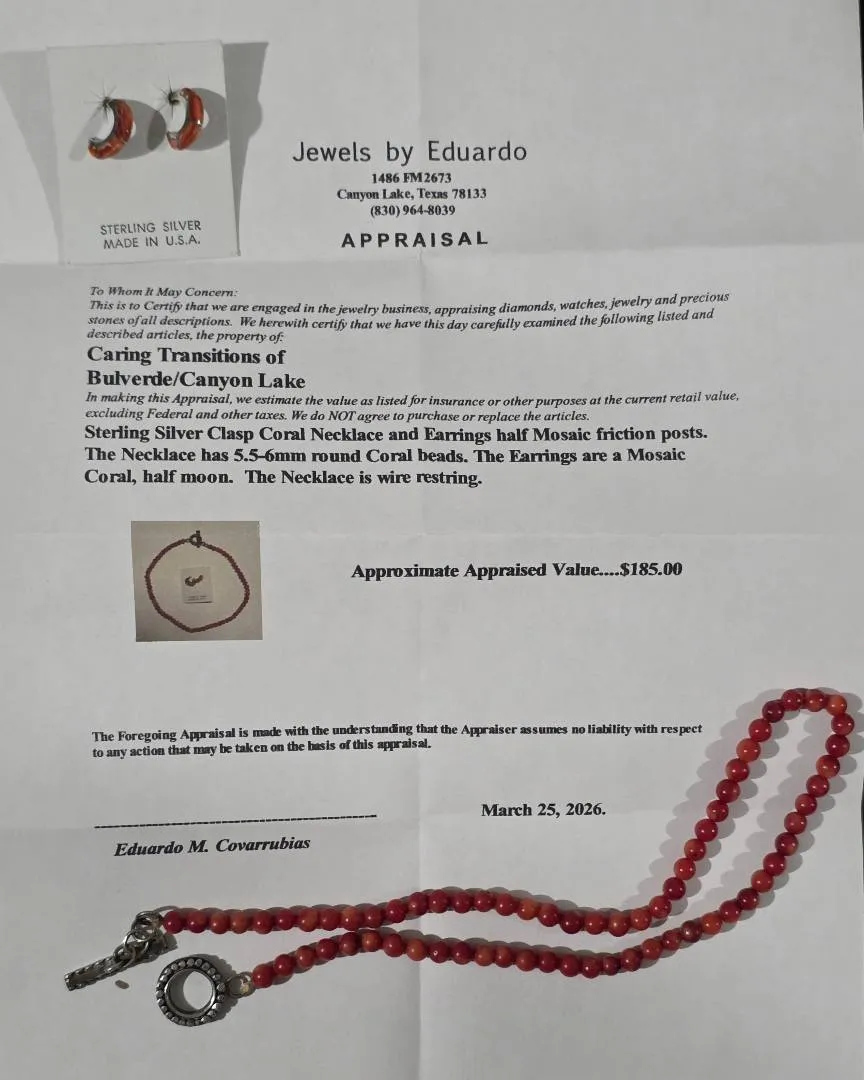 STERLING SILVER
MADE IN U.S.A.
Jewels by Eduardo
1486 FM2673
Canyon Lake, Texas 78133
(830) 964-8039
APPRAISAL
To Whom It May Concern:
This is to Certify that we are engaged in the jewelry business, appraising diamonds, watches, jewelry and precious
stones of all descriptions. We herewith certify that we have this day carefully examined the following listed and
described articles, the property of:
Caring Transitions of
Bulverde/Canyon Lake
In making this Appraisal, we estimate the value as listed for insurance or other purposes at the current retail value,
excluding Federal and other taxes. We do NOT agree to purchase or replace the articles.
Sterling Silver Clasp Coral Necklace and Earrings half Mosaic friction posts.
The Necklace has 5.5-6mm round Coral beads. The Earrings are a Mosaic
Coral, half moon. The Necklace is wire restring.
Approximate Appraised Value....$185.00
The Foregoing Appraisal is made with the understanding that the Appraiser assumes no liability with respect
to any action that may be taken on the basis of this appraisal.
March 25, 2026.
Eduardo M. Covarrubias